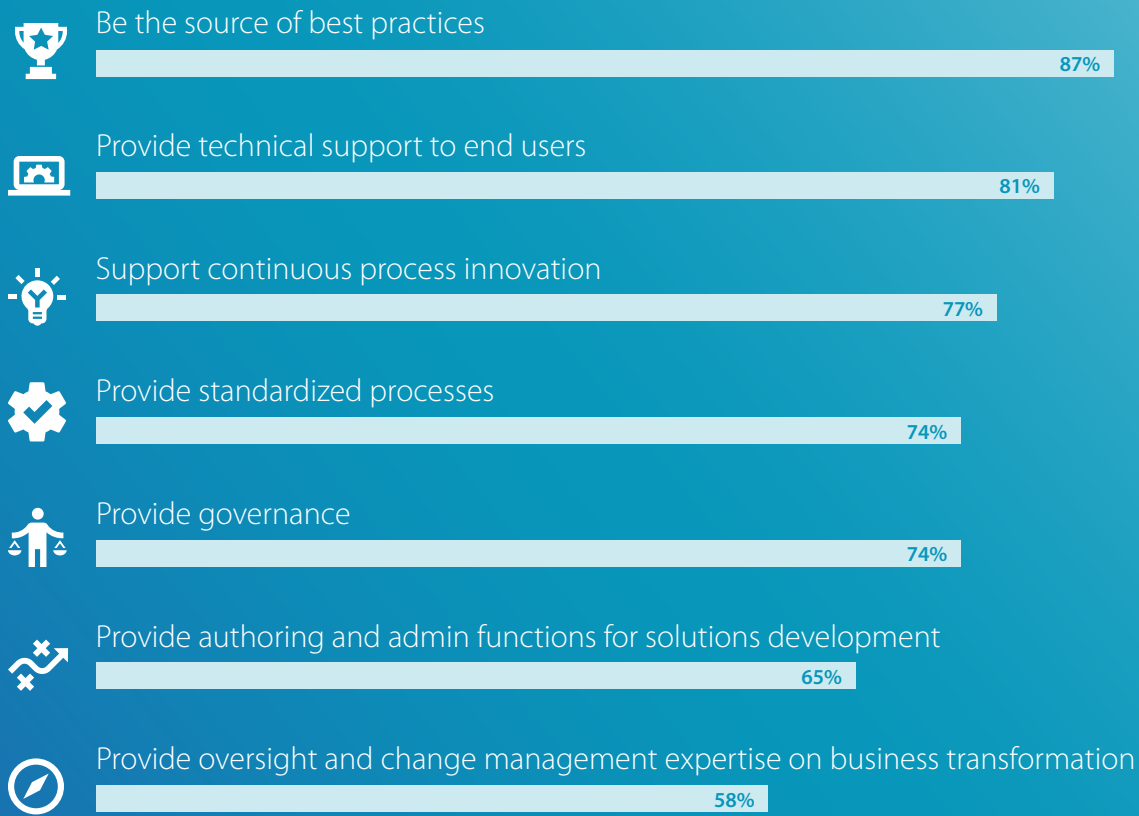 Be the source of best practices
87%
Provide technical support to end users
81%
Support continuous process innovation
77%
Provide standardized processes
74%
Provide governance
74%
Provide authoring and admin functions for solutions development
65%
Provide oversight and change management expertise on business transformation
58%